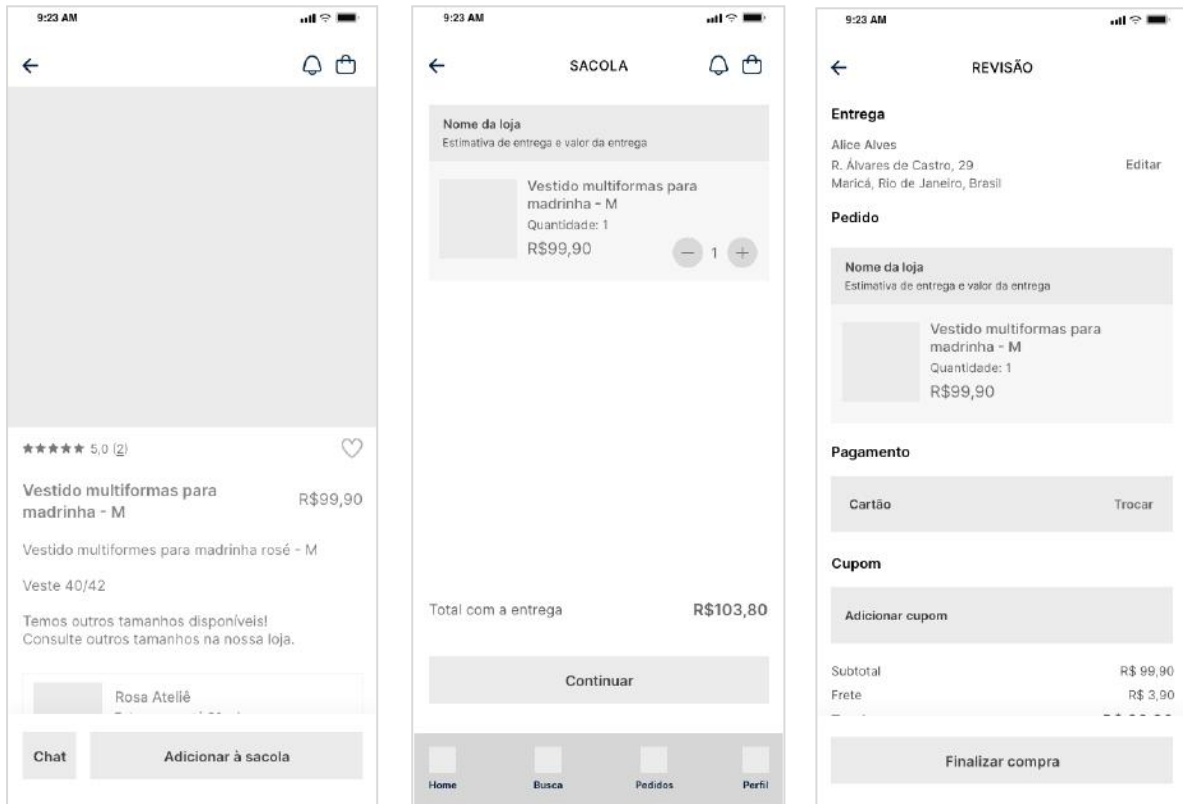 9:23 AM
★★★★★ 5,0 (2)
Vestido multiformas para
madrinha - M
R$99,90
Vestido multiformes para madrinha rosé - M
Veste 40/42
Temos outros tamanhos disponíveis!
Consulte outros tamanhos na nossa loja.
Rosa Ateliê
Chat
Adicionar à sacola
9:23 AM
SACOLA
Nome da loja
Estimativa de entrega e valor da entrega
Vestido multiformas para
madrinha - M
Quantidade: 1
R$99,90
1
Total com a entrega R$103,80
Continuar
Home Busca Pedidos Perfil
9:23 AM
REVISÃO
Entrega
Alice Alves
R. Álvares de Castro, 29
Maricá, Rio de Janeiro, Brasil
Editar
Pedido
Nome da loja
Estimativa de entrega e valor da entrega
Vestido multiformas para
madrinha - M
Quantidade: 1
R$99,90
Pagamento
Cartão Trocar
Cupom
Adicionar cupom
Subtotal R$ 99,90
Frete R$ 3,90
Finalizar compra